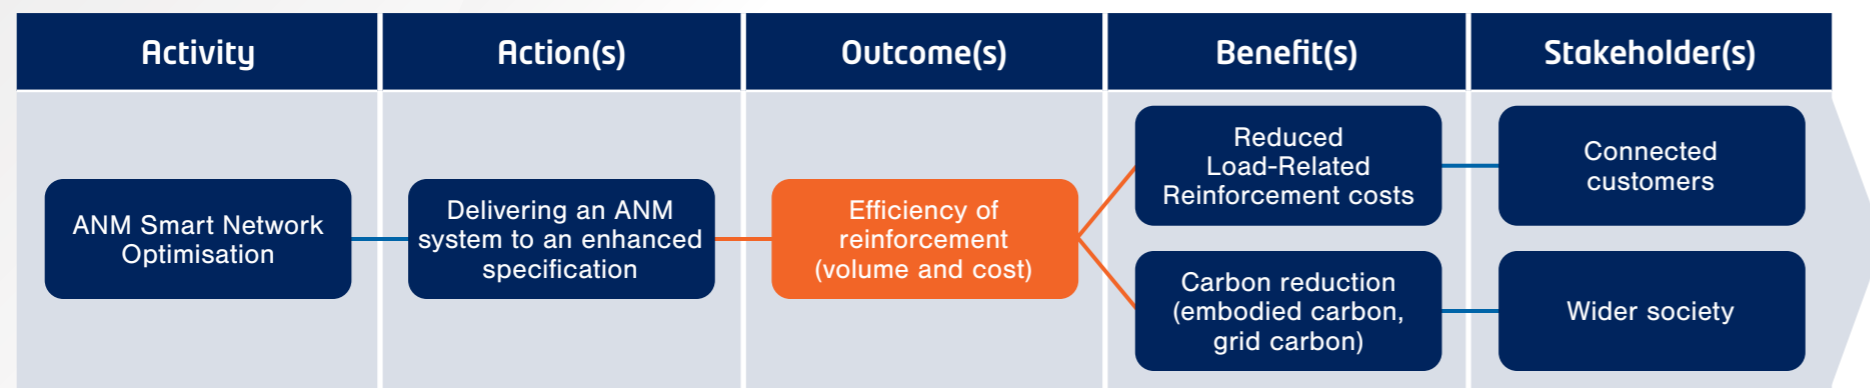 Activity
Action(s)
Outcome(s)
Benefit(s)
Stakeholder(s)
ANM Smart Network
Optimisation
Delivering an ANM
system to an enhanced
specification
Efficiency of
reinforcement
(volume and cost)
Reduced
Load-Related
Reinforcement costs
Connected
customers
Carbon reduction
(embodied carbon,
grid carbon)
Wider society